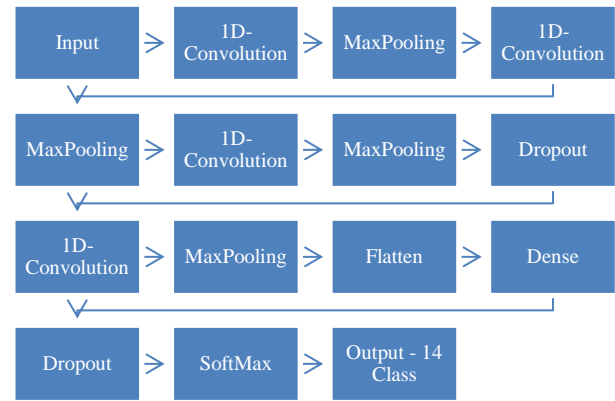 Input
1D-
Convolution
MaxPooling
1D-
Convolution
MaxPooling
1D-
Convolution
MaxPooling
Dropout
1D-
Convolution
MaxPooling
Flatten
Dense
Dropout
SoftMax
Output - 14
Class